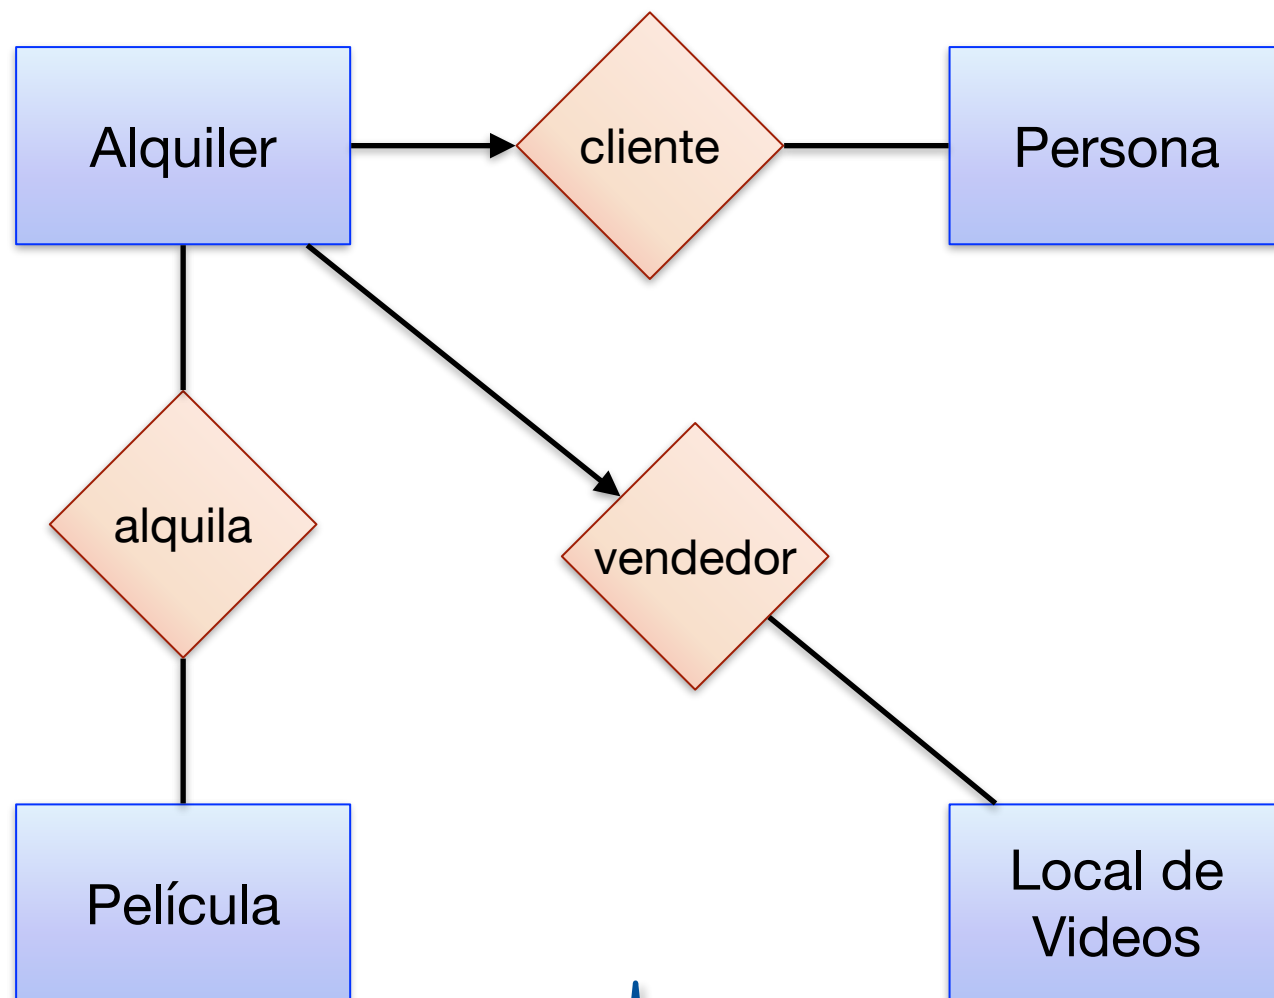 Alquiler
cliente
Persona
alquila
vendedor
Película
Local de
Videos